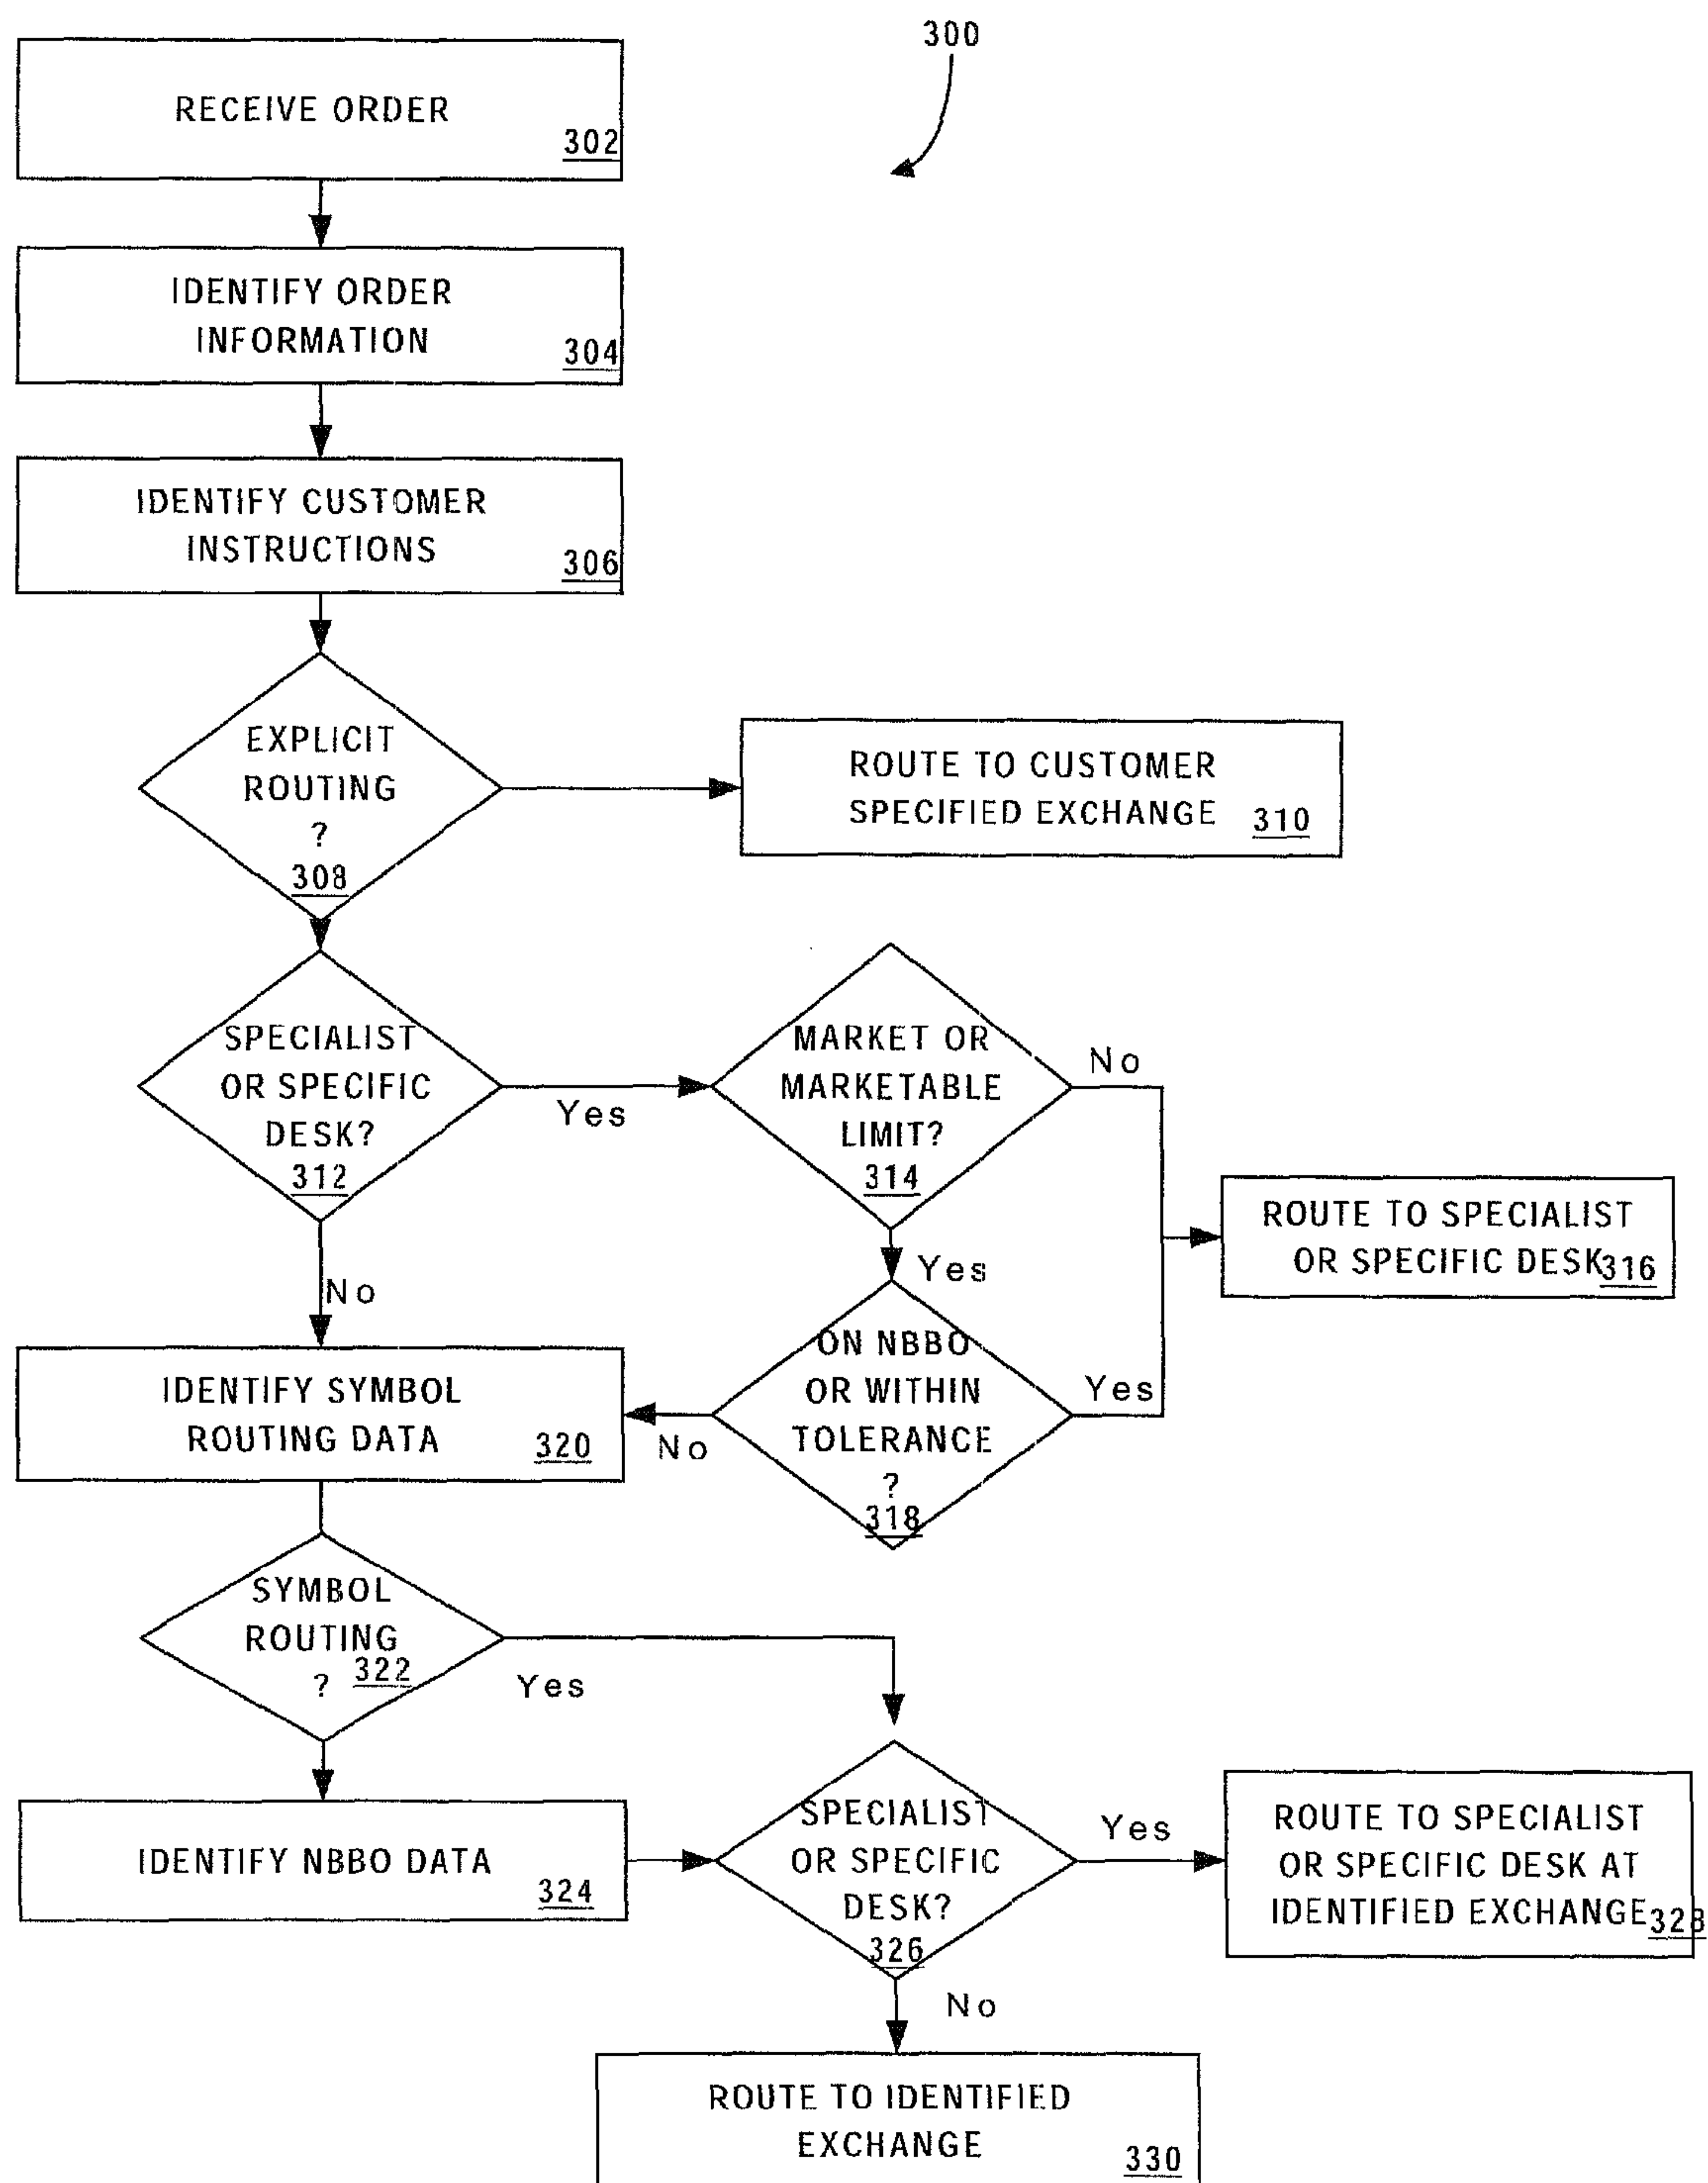 300
RECEIVE ORDER
302
IDENTIFY ORDER
INFORMATION
304
IDENTIFY CUSTOMER
INSTRUCTIONS
306
EXPLICIT
ROUTING
?
308
ROUTE TO CUSTOMER
SPECIFIED EXCHANGE
310
SPECIALIST
OR SPECIFIC
DESK?
312
Yes
No
MARKET OR
MARKETABLE
LIMIT?
314
No
Yes
ROUTE TO SPECIALIST
OR SPECIFIC DESK
316
ON NBBO
OR WITHIN
TOLERANCE
?
318
Yes
No
IDENTIFY SYMBOL
ROUTING DATA
320
SYMBOL
ROUTING
?
322
Yes
IDENTIFY NBBO DATA
324
SPECIALIST
OR SPECIFIC
DESK?
326
Yes
No
ROUTE TO SPECIALIST
OR SPECIFIC DESK AT
IDENTIFIED EXCHANGE
328
ROUTE TO IDENTIFIED
EXCHANGE
330